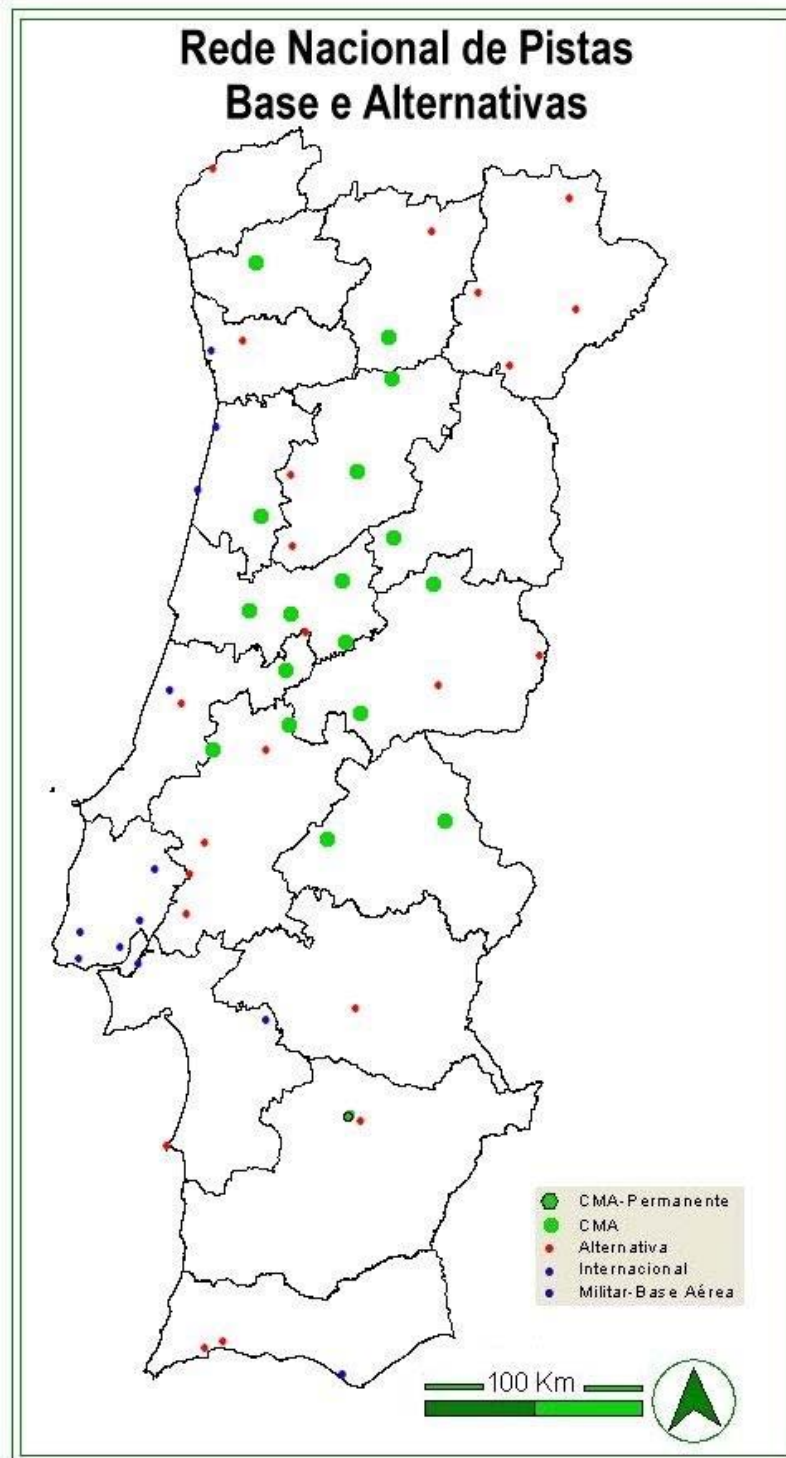 Rede Nacional de Pistas
Base e Alternativas
CMA-Permanente
CMA
Alternativa
Internacional
Militar-Base Aérea
100 Km